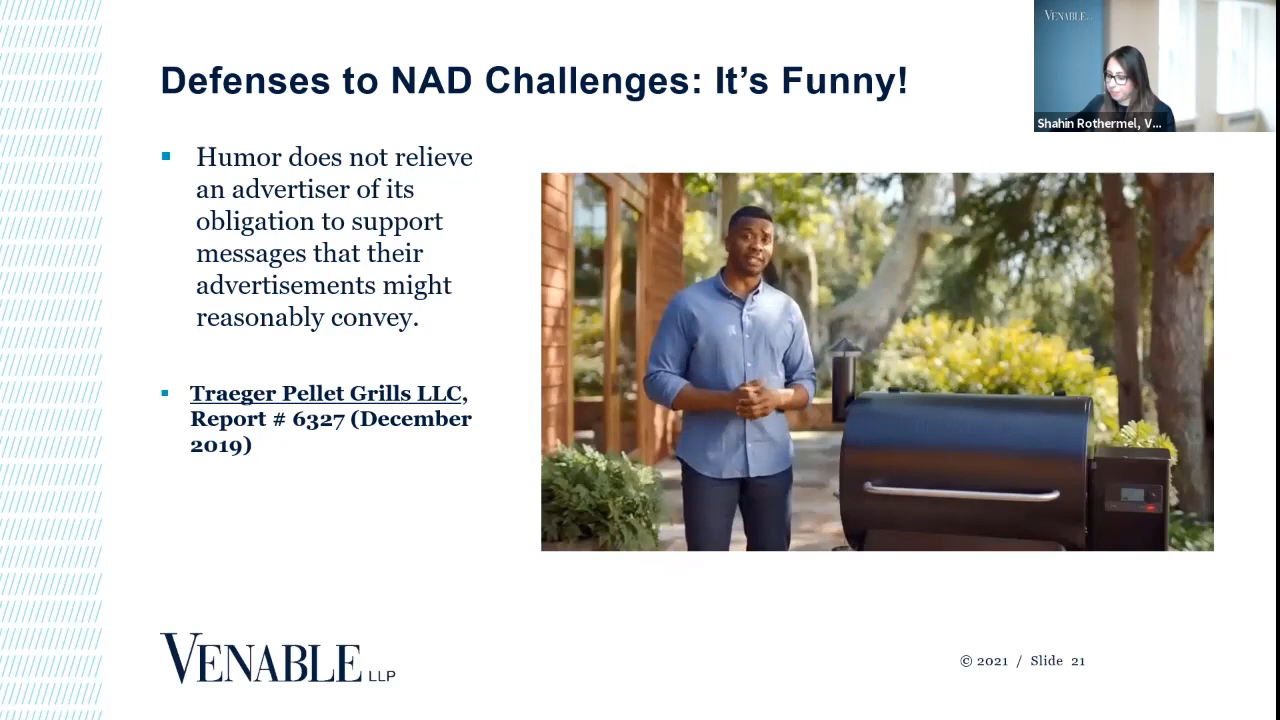 VENABLE
Defenses to NAD Challenges: It’s Funny!
Shahin Rothermel, V...
Humor does not relieve
an advertiser of its
obligation to support
messages that their
advertisements might
reasonably convey.
Traeger Pellet Grills LLC,
Report # 6327 (December
2019)
VENABLE LLP
© 2021 / Slide 21